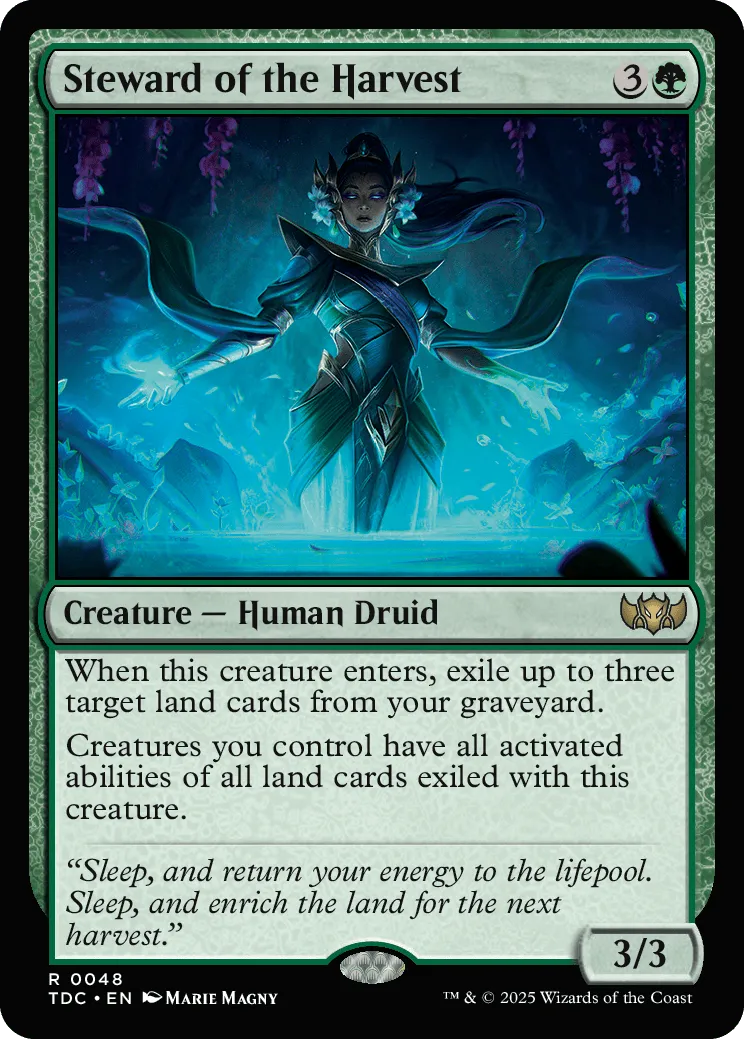 Steward of the Harvest 3
Creature — Human Druid
When this creature enters, exile up to three
target land cards from your graveyard.
Creatures you control have all activated
abilities of all land cards exiled with this
creature.
“Sleep, and return your energy to the lifepool.
Sleep, and enrich the land for the next
harvest.”
3/3
R 0048
TDC • EN Marie Magny
™ & © 2025 Wizards of the Coast